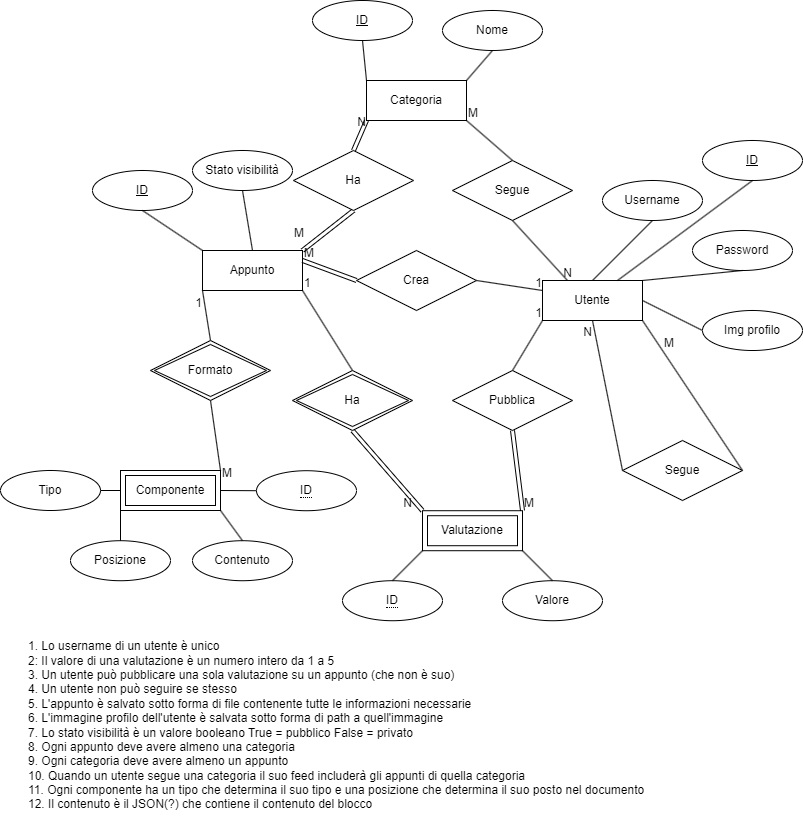 ID
Nome
Categoria
N
M
Stato visibilità
ID
Ha
Segue
ID
Username
M
M
Appunto
Crea
N
Password
1
Utente
1
1
1
N
Img profilo
M
Formato
Ha
Pubblica
Segue
M
Tipo
Componente
ID
N
M
Valutazione
Posizione
Contenuto
ID
Valore
1. Lo username di un utente è unico
2: Il valore di una valutazione è un numero intero da 1 a 5
3. Un utente può pubblicare una sola valutazione su un appunto (che non è suo)
4. Un utente non può seguire se stesso
5. L'appunto è salvato sotto forma di file contenente tutte le informazioni necessarie
6. L'immagine profilo dell'utente è salvata sotto forma di path a quell'immagine
7. Lo stato visibilità è un valore booleano True = pubblico False = privato
8. Ogni appunto deve avere almeno una categoria
9. Ogni categoria deve avere almeno un appunto
10. Quando un utente segue una categoria il suo feed includerà gli appunti di quella categoria
11. Ogni componente ha un tipo che determina il suo tipo e una posizione che determina il suo posto nel documento
12. Il contenuto è il JSON(?) che contiene il contenuto del blocco